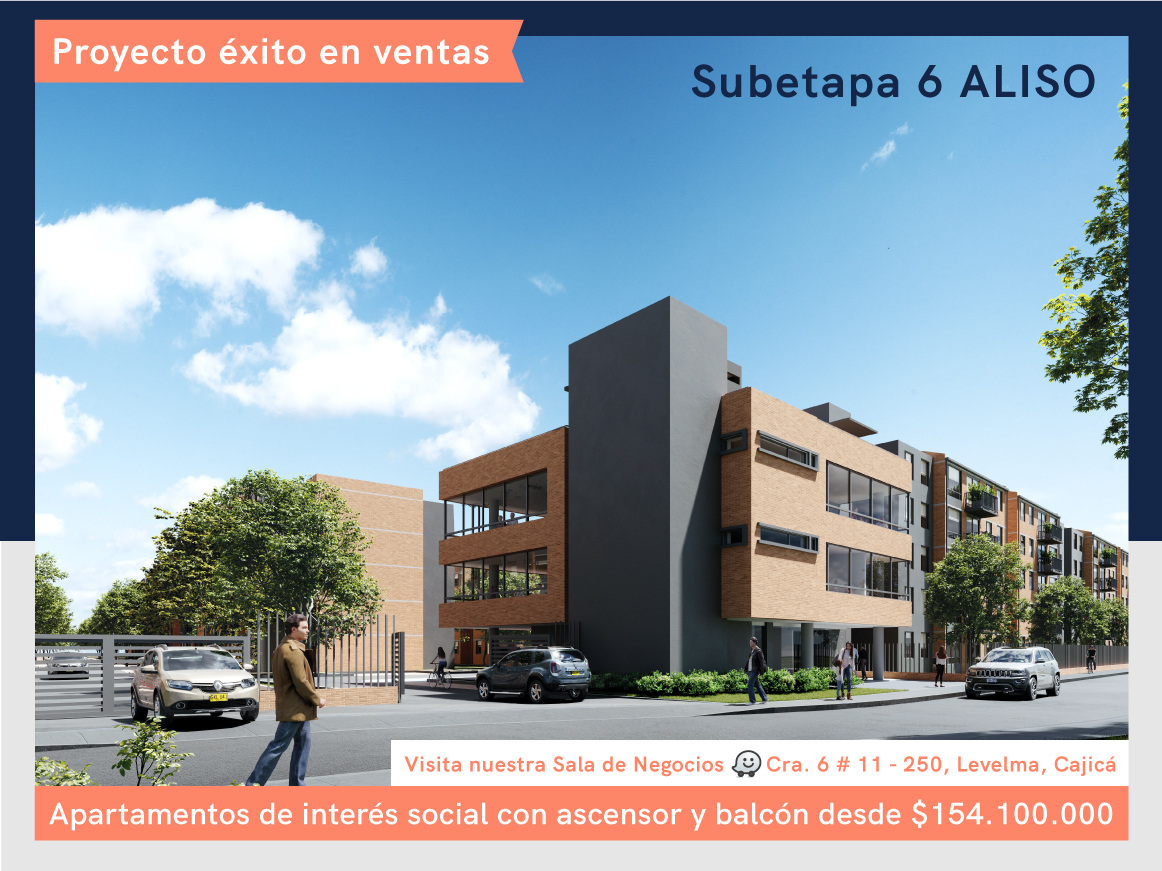 Proyecto éxito en ventas
Subetapa 6 ALISO
Visita nuestra Sala de Negocios Cra. 6 # 11 - 250, Levelma, Cajicá
Apartamentos de interés social con ascensor y balcón desde $154.100.000